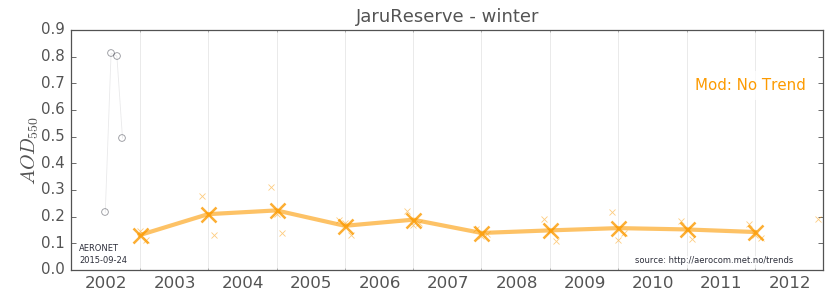 JaruReserve - winter
0.9
0.8
0.7
0.6
0.5
0.4
0.3
0.2
0.1
0.0
AOD550
Mod: No Trend
AERONET
2015-09-24
source: http://aerocom.met.no/trends
2002 2003 2004 2005 2006 2007 2008 2009 2010 2011 2012